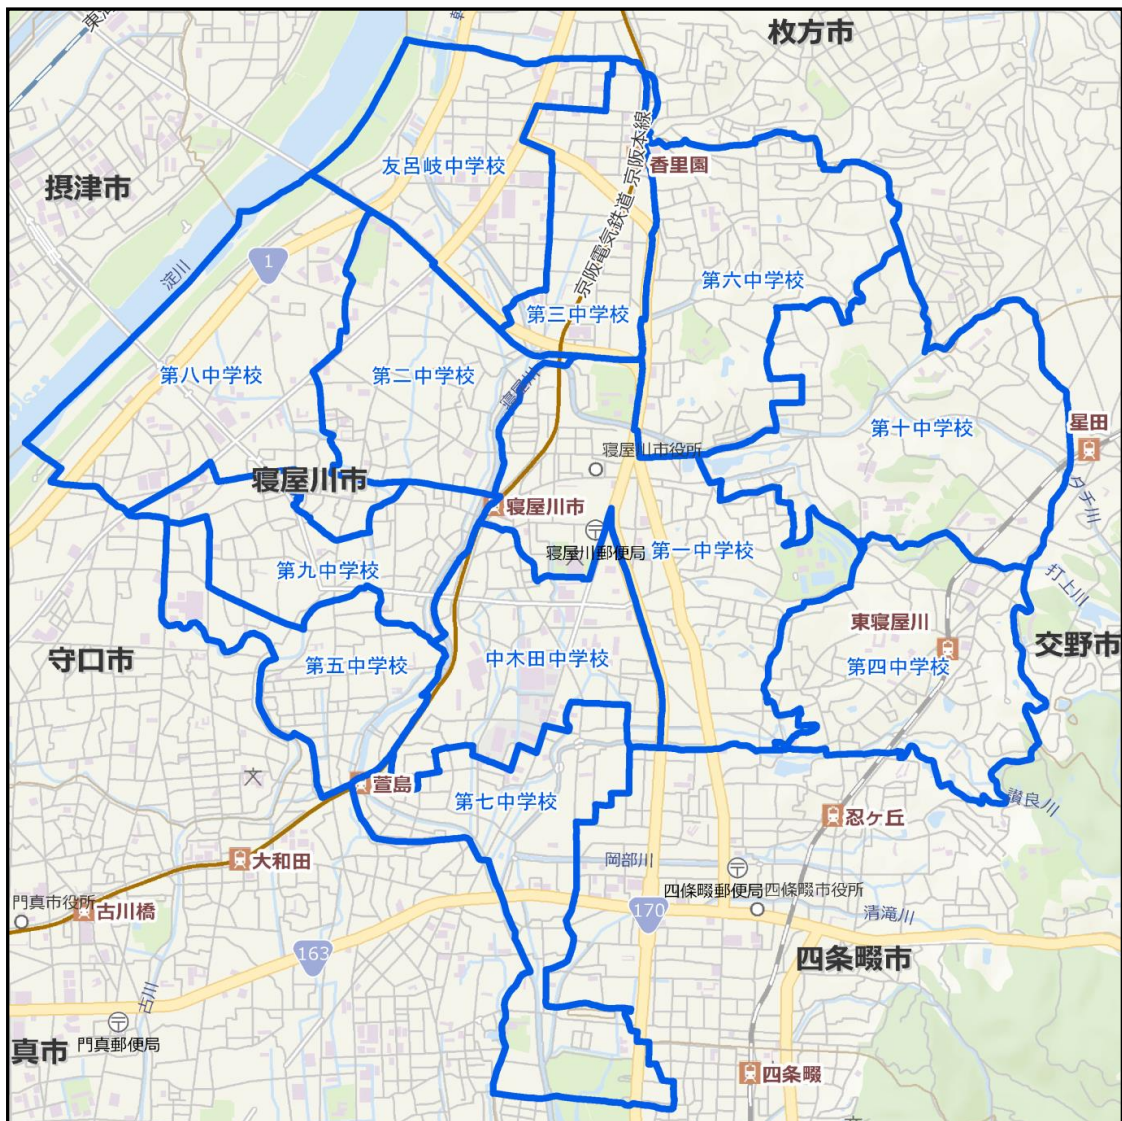 枚方市
京阪電気鉄道 京阪本線
友呂岐中学校
香里園
摂津市
1
淀川
第六中学校
第三中学校
第八中学校
第二中学校
寝屋川
第十中学校
星田
寝屋川市役所
寝屋川市
寝屋川市
タチ川
寝屋川郵便局
第一中学校
第九中学校
打上川
東寝屋川
交野市
守口市
第五中学校
中木田中学校
第四中学校
萱島
第七中学校
讃良川
忍ヶ丘
大和田
岡部川
門真市役所
古川橋
四條畷郵便局
四條畷市役所
170
清滝川
163
四条畷市
古川
門真郵便局
真市
四条畷